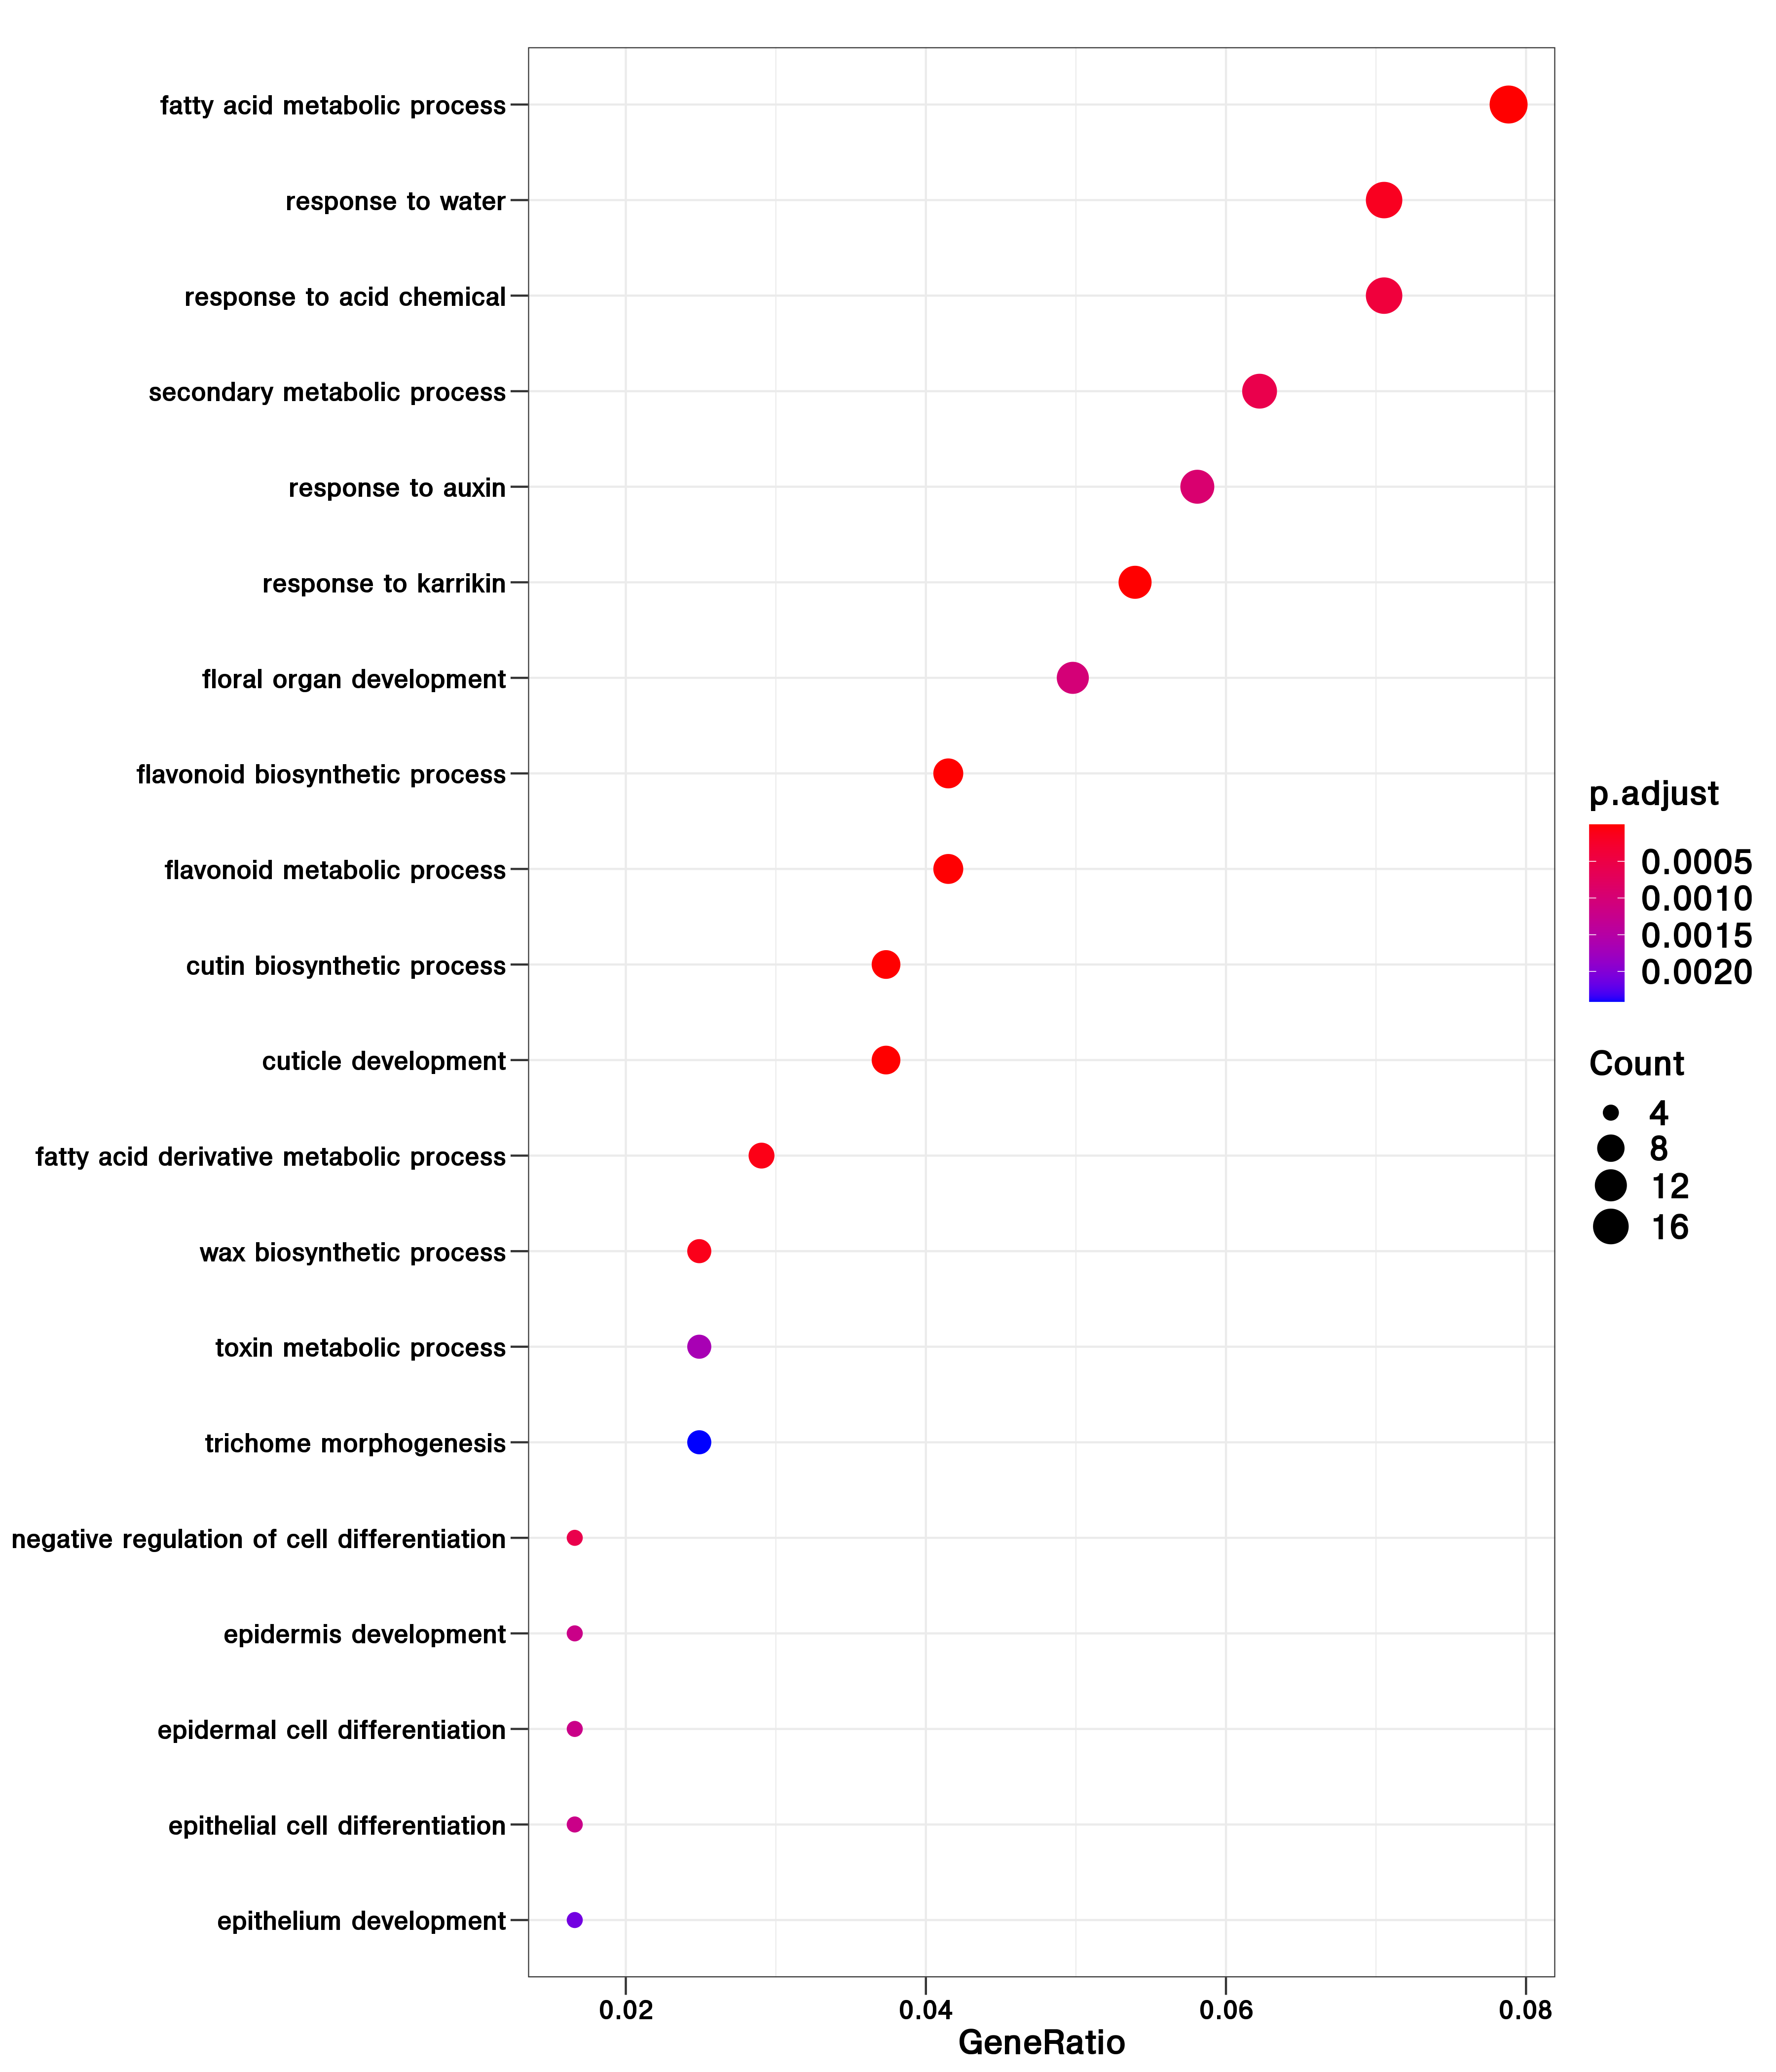 fatty acid metabolic process
response to water
response to acid chemical
secondary metabolic process
response to auxin
response to karrikin
floral organ development
flavonoid biosynthetic process
flavonoid metabolic process
cutin biosynthetic process
cuticle development
fatty acid derivative metabolic process
wax biosynthetic process
toxin metabolic process
trichome morphogenesis
negative regulation of cell differentiation
epidermis development
epidermal cell differentiation
epithelial cell differentiation
epithelium development
0.02 0.04 0.06 0.08
GeneRatio
p.adjust
0.0005
0.0010
0.0015
0.0020
Count
4
8
12
16